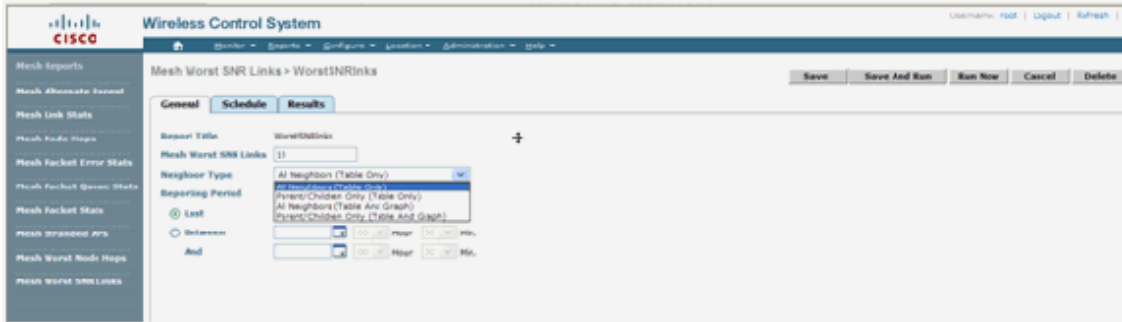 Username: root | Logout | Refresh |
CISCO
Wireless Control System
Monitor Reports Configure Location Administration Help
Mesh Reports
Mesh Alternate Parent
Mesh Link Stats
Mesh Node Hops
Mesh Packet Error Stats
Mesh Packet Queue Stats
Mesh Packet Stats
Mesh Stranded APs
Mesh Worst Node Hops
Mesh Worst SNR Links
Mesh Worst SNR Links > WorstSNRlnks
Save Save And Run Run Now Cancel Delete
General Schedule Results
Report Title WorstSNRlinks
Mesh Worst SNR Links
Neighbor Type All Neighbors (Table Only)
All Neighbors (Table Only)
Parent/Children Only (Table Only)
All Neighbors (Table And Graph)
Parent/Children Only (Table And Graph)
Reporting Period
Last
Between Hour Min.
And Hour Min.